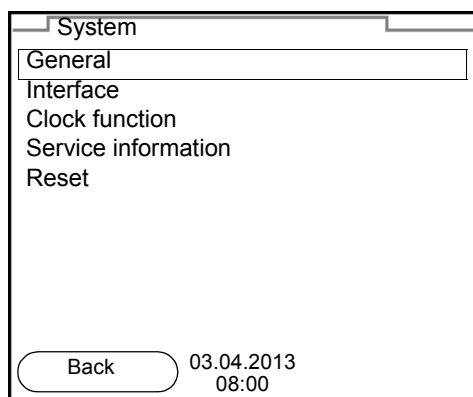 System
General
Interface
Clock function
Service information
Reset
Back
03.04.2013
08:00